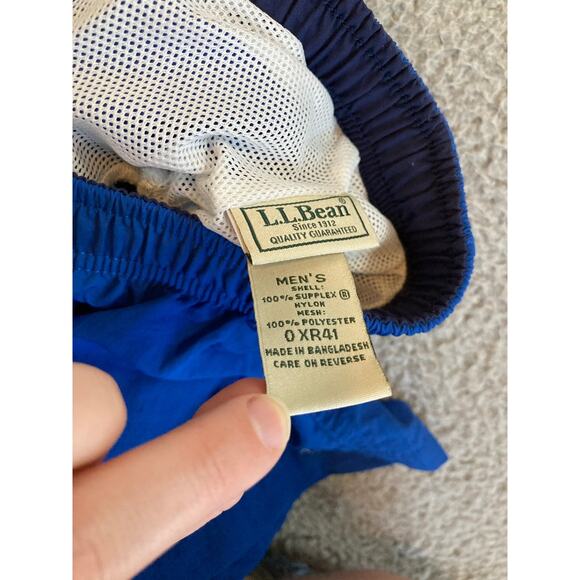 L.L.Bean®
Since 1912
QUALITY GUARANTEED
MEN'S
SHELL:
100% SUPPLEX ®
NYLON
MESH:
100% POLYESTER
0 XR41
MADE IN BANGLADESH
CARE ON REVERSE